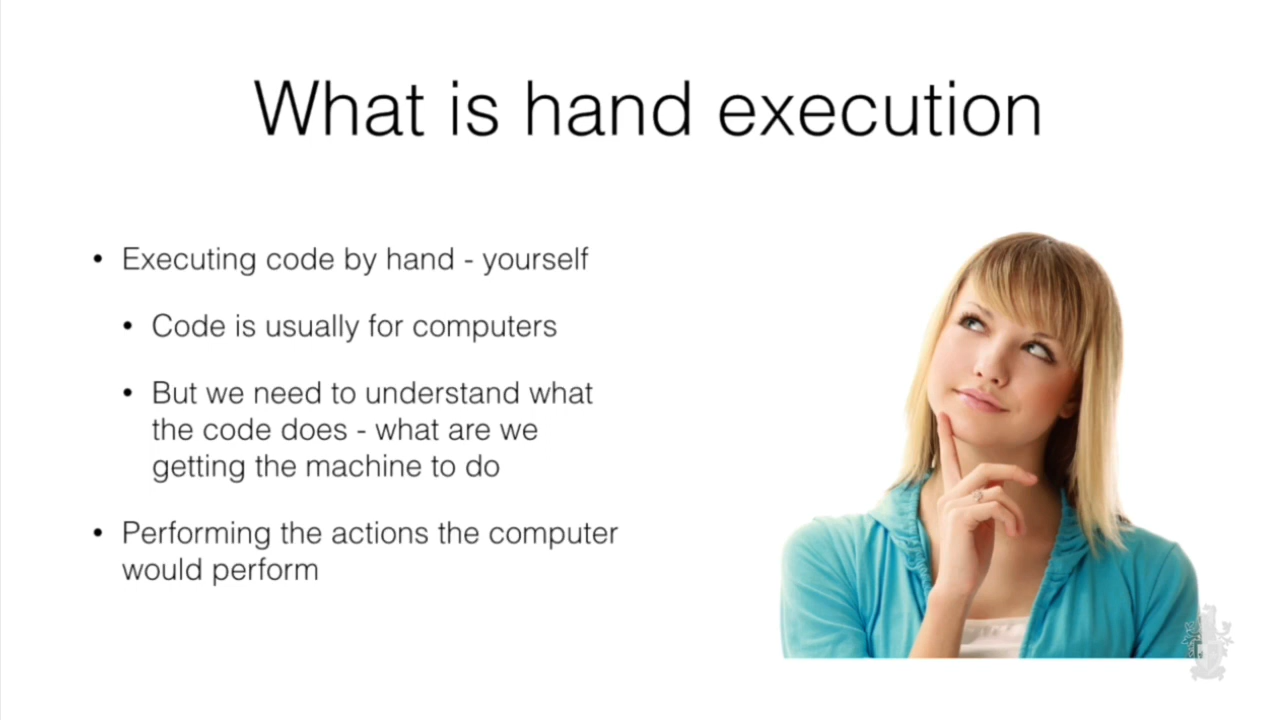 What is hand execution
• Executing code by hand - yourself
• Code is usually for computers
• But we need to understand what
the code does - what are we
getting the machine to do
• Performing the actions the computer
would perform